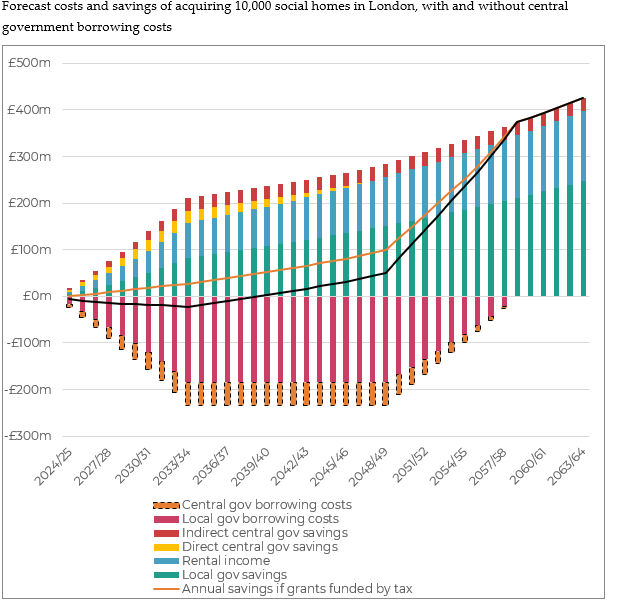 Forecast costs and savings of acquiring 10,000 social homes in London, with and without central
government borrowing costs
£500m
£400m
£300m
£200m
£100m
£0m
-£100m
-£200m
-£300m
2024/25
2027/28
2030/31
2033/34
2036/37
2039/40
2042/43
2045/46
2048/49
2051/52
2054/55
2057/58
2060/61
2063/64
Central gov borrowing costs
Local gov borrowing costs
Indirect central gov savings
Direct central gov savings
Rental income
Local gov savings
Annual savings if grants funded by tax